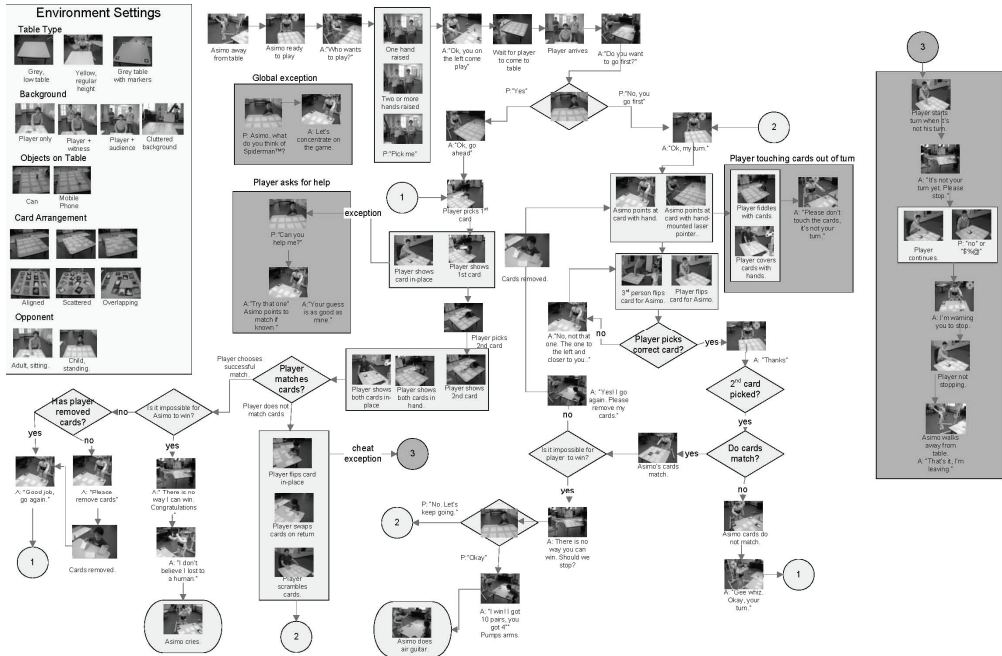 Environment Settings
Table Type
Grey,
low table
Yellow,
regular
height
Grey table
with markers
Background
Player only
Player +
witness
Player +
audience
Cluttered
background
Objects on Table
Can
Mobile
Phone
Card Arrangement
Aligned
Scattered
Overlapping
Opponent
Adult, sitting.
Child,
standing.
Asimo away
from table
Asimo ready
to play
A:"Who wants
to play?"
One hand
raised
Two or more
hands raised
P:"Pick me"
A:"Ok, you on
the left come
play"
Wait for player
to come to
table
Player arrives
A:"Do you want
to go first?"
P:"Yes"
P:"No, you
go first"
Global exception
P: Asimo, what
do you think of
Spiderman™?
A: Let's
concentrate on
the game.
A:"Ok, go
ahead"
A:"Ok, my turn."
2
1
Player picks 1st
card
Player asks for help
exception
P:"Can you
help me?"
A:"Try that one" Asimo points to
match if
known
A:"Your guess
is as good as
mine."
Player shows
card in-place
Player shows
1st card
Cards removed.
Player picks
2nd card
Player shows
both cards in-
place
Player shows
both cards in
hand.
Player shows
2nd card
Asimo points at
card with hand.
Asimo points at
card with hand-
mounted laser
pointer.
Player touching cards out of turn
Player fiddles
with cards
Player covers
cards with
hands.
A: "Please don't
touch the cards,
it's not your
turn."
3rd person flips
card for Asimo.
Player flips
card for Asimo.
A:"No, not that
one. The one to
the left and
closer to you.."
no
Player picks
correct card?
yes
A: "Thanks"
2nd card
picked?
yes
Do cards
match?
yes
no
Asimo's cards
match.
Is it impossible for
player to win?
no
A: "Yes! I go
again. Please
remove my
cards."
yes
A: There is no
way you can
win. Should we
stop?
P: "No. Let's
keep going."
2
P:"Okay"
A: "I win! I got
10 pairs, you
got 4""
Pumps arms.
Asimo does
air guitar.
Asimo cards do
not match.
A: "Gee whiz.
Okay, your
turn."
1
Player
matches
cards?
Player chooses
successful
match.
Player does not
match cards
Is it impossible for
Asimo to win?
no
yes
Has player
removed
cards?
yes
no
A: "Good job,
go again."
A: "Please
remove cards"
Cards removed.
1
A:" There is no
way I can win.
Congratulations
"
A: "I don't
believe I lost to
a human."
Asimo cries.
Player flips card
in-place
Player swaps
cards on return
Player
scrambles
cards.
2
cheat
exception
3
3
Player starts
turn when it's
not his turn.
A: "It's not your
turn yet. Please
stop."
Player
continues.
P: "no" or
"$%@"
A: I'm warning
you to stop.
Player not
stopping.
Asimo walks
away from
table.
A: "That's it, I'm
leaving."